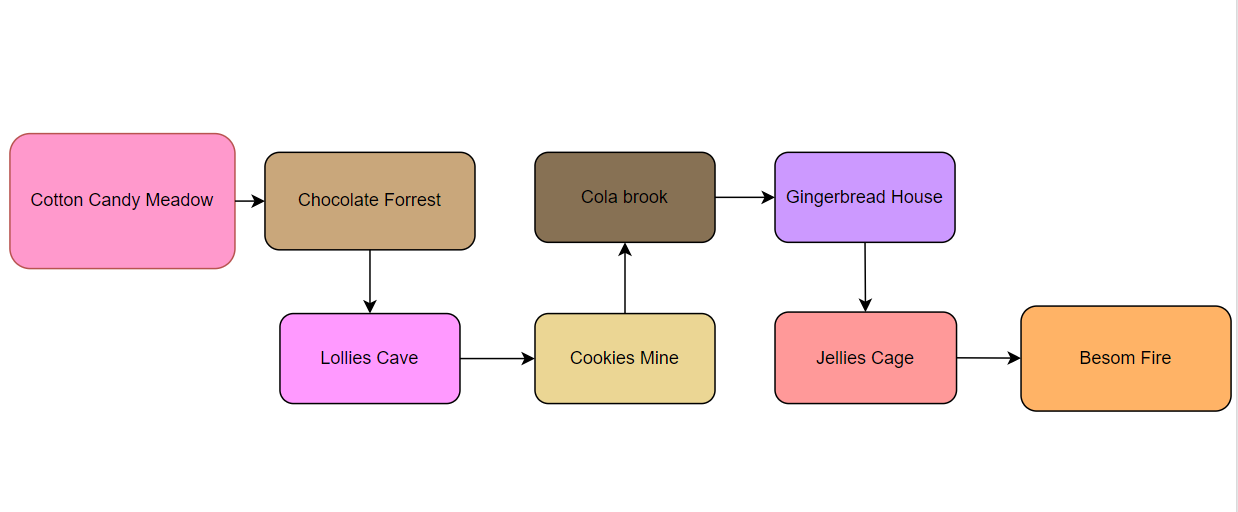 Cotton Candy Meadow
Chocolate Forrest
Lollies Cave
Cookies Mine
Cola brook
Gingerbread House
Jellies Cage
Besom Fire